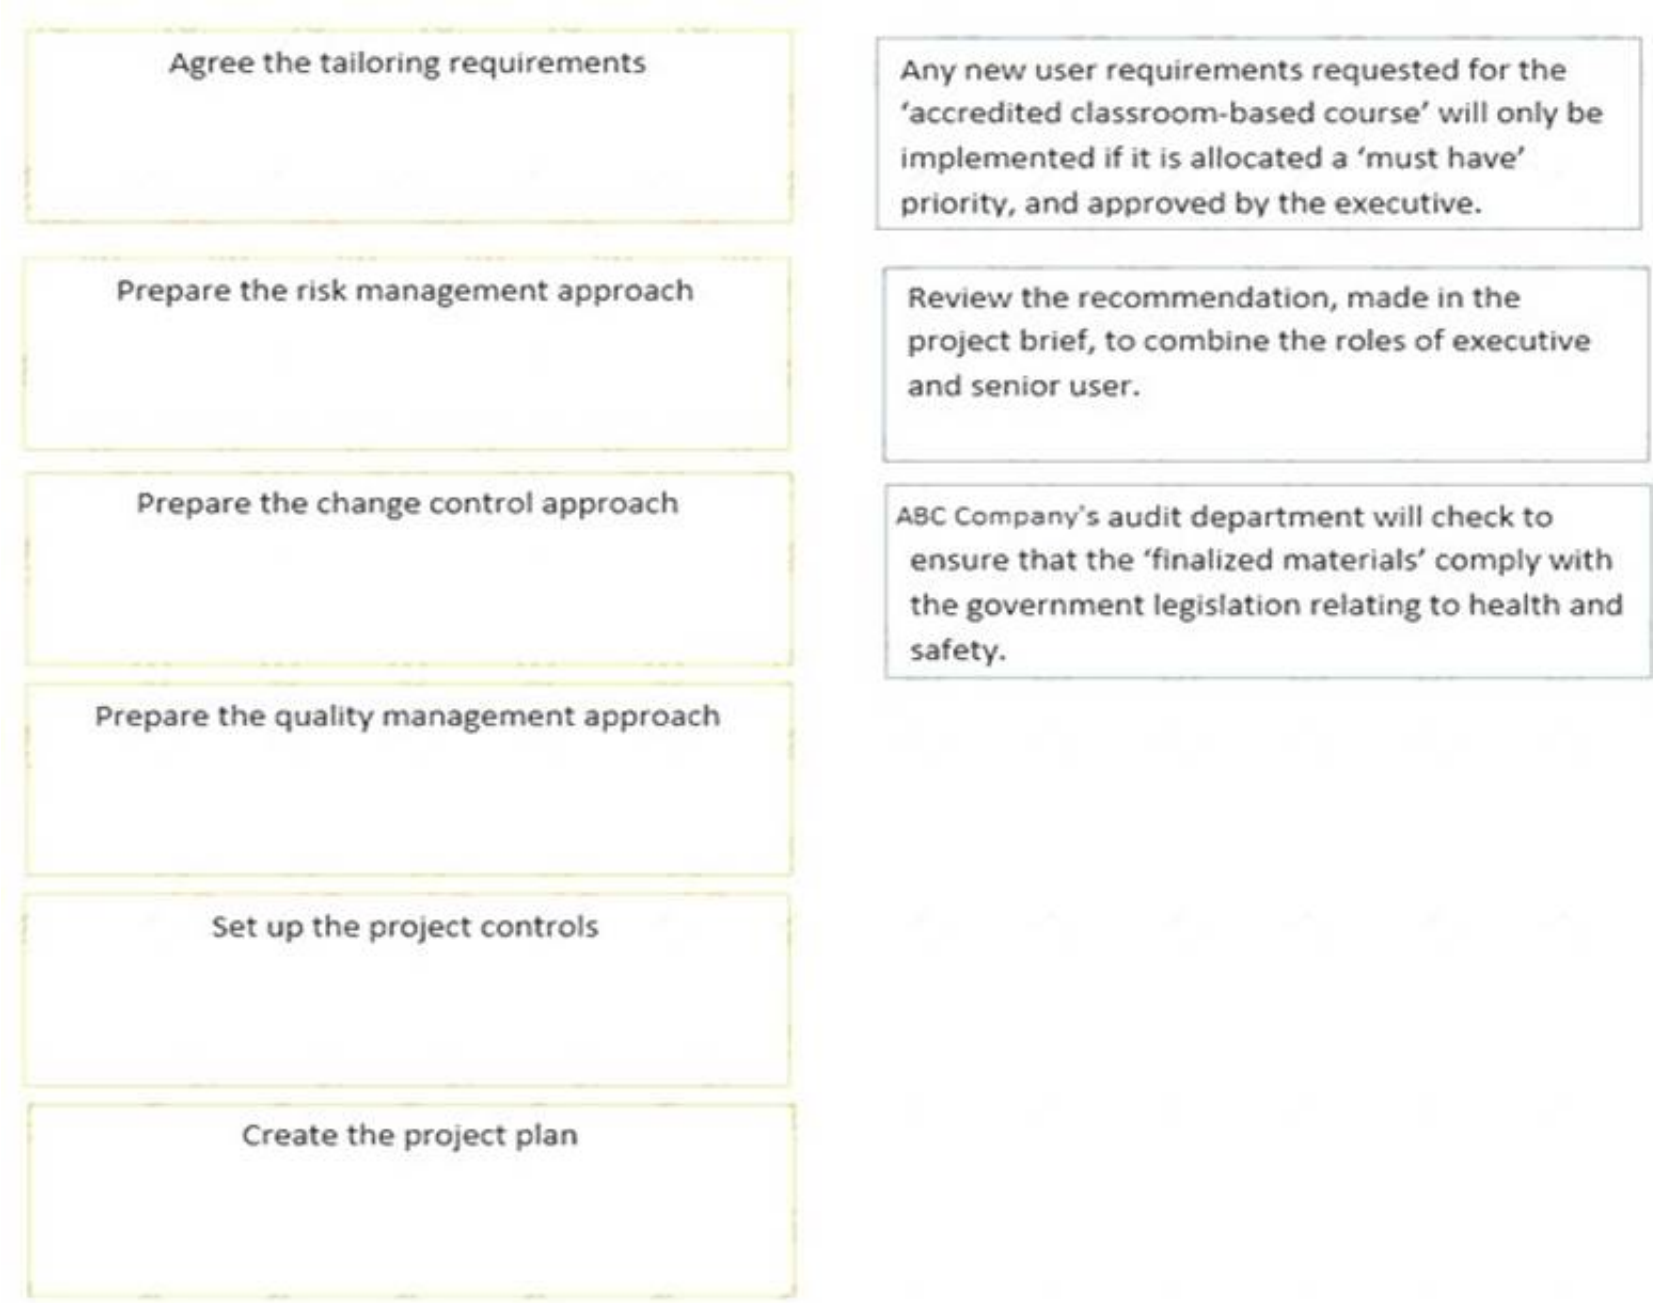 Agree the tailoring requirements
Prepare the risk management approach
Prepare the change control approach
Prepare the quality management approach
Set up the project controls
Create the project plan
Any new user requirements requested for the
‘accredited classroom-based course’ will only be
implemented if it is allocated a ‘must have’
priority, and approved by the executive.
Review the recommendation, made in the
project brief, to combine the roles of executive
and senior user.
ABC Company's audit department will check to
ensure that the ‘finalized materials’ comply with
the government legislation relating to health and
safety.